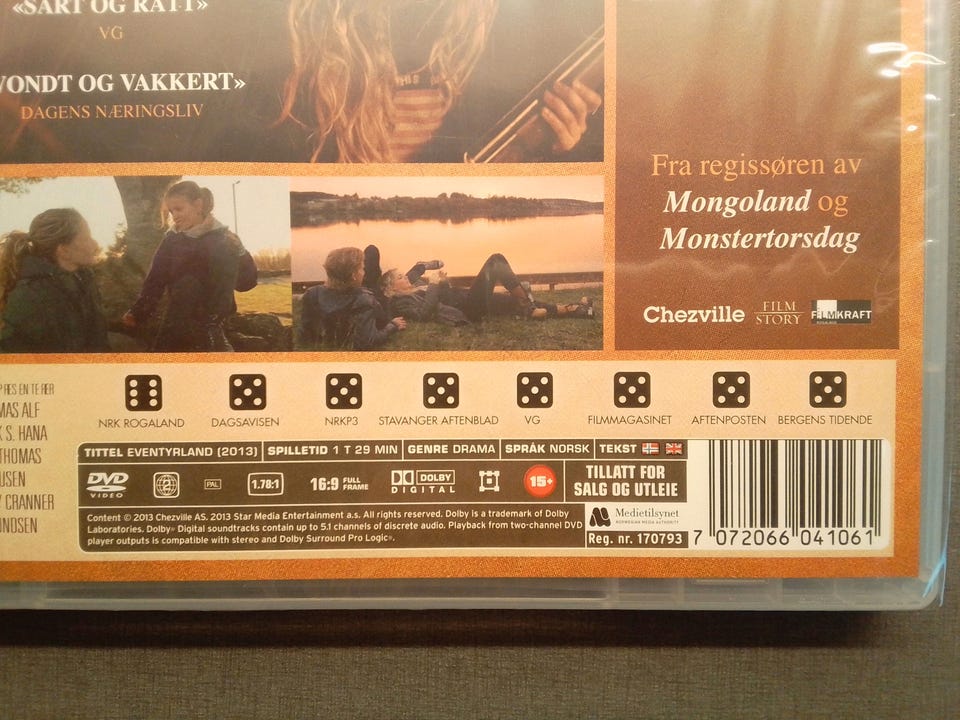 «SÅRT OG RÅTT»
VG
VONDT OG VAKKERT»
DAGENS NÆRINGSLIV
Fra regissøren av
Mongoland og
Monstertorsdag
Chezville
FILM
STORY
FILMKRAFT
ROGALAND
MAS ALF
K S. HANA
THOMAS
USEN
CRANNER
NDSEN
NRK ROGALAND
DAGSAVISEN
NRKP3
STAVANGER AFTENBLAD
VG
FILMMAGASINET
AFTENPOSTEN
BERGENS TIDENDE
TITTEL EVENTYRLAND (2013) SPILLETID 1 T 29 MIN GENRE DRAMA SPRÅK NORSK TEKST
DVD
VIDEO
2
PAL
1.78:1
16:9 FULL
FRAME
DOLBY
DIGITAL
15+
TILLATT FOR
SALG OG UTLEIE
Content © 2013 Chezville AS. 2013 Star Media Entertainment a.s. All rights reserved. Dolby is a trademark of Dolby
Laboratories. Dolby® Digital soundtracks contain up to 5.1 channels of discrete audio. Playback from two-channel DVD
player outputs is compatible with stereo and Dolby Surround Pro Logic®.
Medietilsynet
NORWEGIAN MEDIA AUTHORITY
Reg. nr. 170793
7 072066 041061